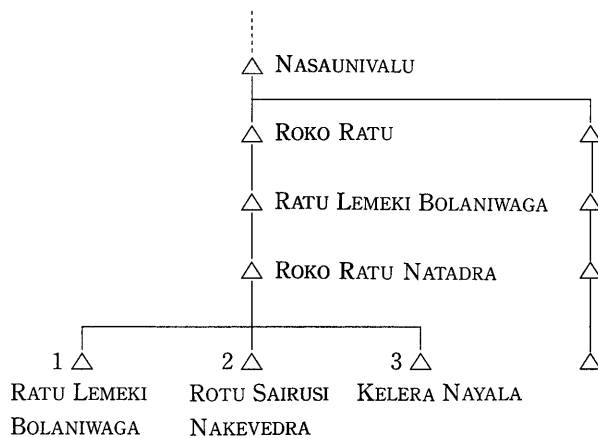 NASAUNIVALU
ROKO RATU
RATU LEMEKI BOLANIWAGA
ROKO RATU NATADRA
1 2 3
RATU LEMEKI ROTU SAIRUSI KELERA NAYALA
BOLANIWAGA NAKEVEDRA